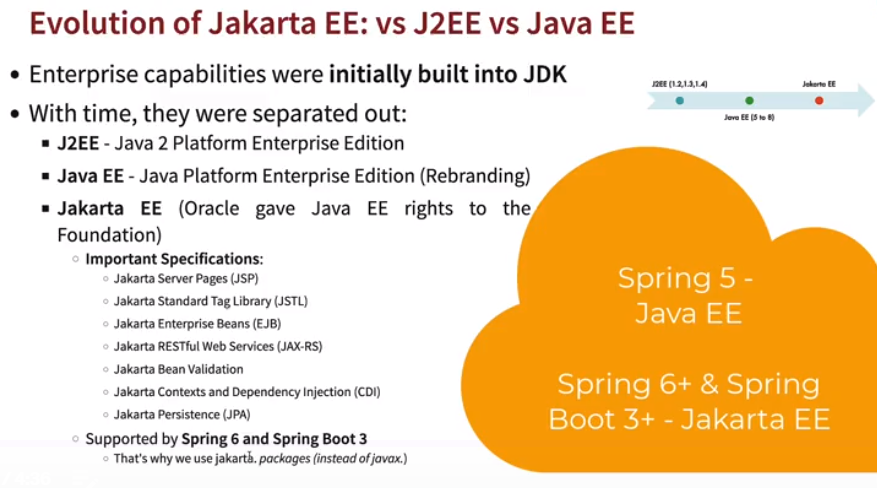 Evolution of Jakarta EE: vs J2EE vs Java EE
• Enterprise capabilities were initially built into JDK
• With time, they were separated out:
▪ J2EE - Java 2 Platform Enterprise Edition
▪ Java EE - Java Platform Enterprise Edition (Rebranding)
▪ Jakarta EE (Oracle gave Java EE rights to the
Foundation)
○ Important Specifications:
○ Jakarta Server Pages (JSP)
○ Jakarta Standard Tag Library (JSTL)
○ Jakarta Enterprise Beans (EJB)
○ Jakarta RESTful Web Services (JAX-RS)
○ Jakarta Bean Validation
○ Jakarta Contexts and Dependency Injection (CDI)
○ Jakarta Persistence (JPA)
○ Supported by Spring 6 and Spring Boot 3
○ That's why we use jakarta. packages (instead of javax.)
J2EE (1.2,1.3,1.4)
Jakarta EE
Java EE (5 to 8)
Spring 5 -
Java EE
Spring 6+ & Spring
Boot 3+ - Jakarta EE